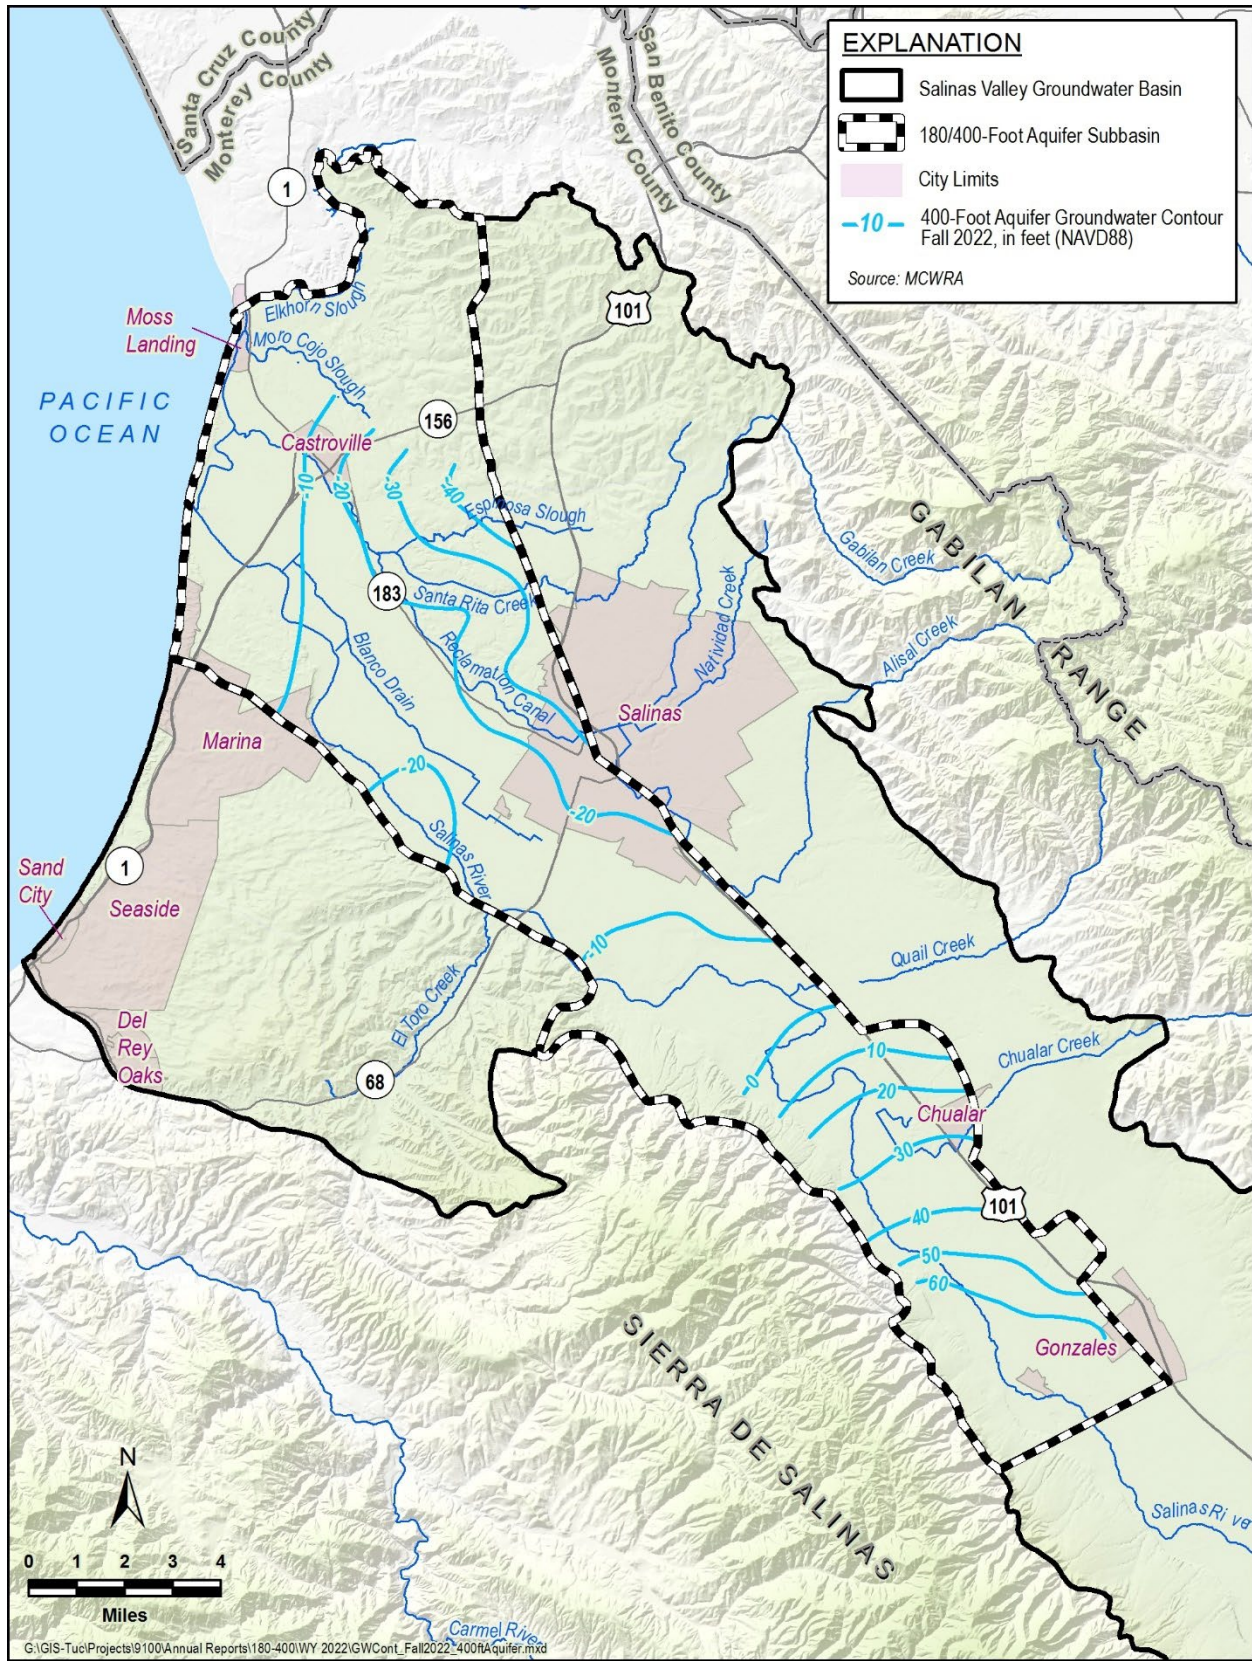 Santa Cruz County
Monterey County
San Benito County
Monterey County
EXPLANATION
Salinas Valley Groundwater Basin
180/400-Foot Aquifer Subbasin
City Limits
-10
400-Foot Aquifer Groundwater Contour
Fall 2022, in feet (NAVD88)
Source: MCWRA
1
101
Moss
Landing
Elkhorn Slough
Moro Cojo Slough
PACIFIC
OCEAN
156
Castroville
-10
-20
-30
-40
Espinosa Slough
GABILAN
RANGE
Gabilan Creek
183
Santa Rita Creek
Natividad Creek
Alisal Creek
Blanco Drain
Reclamation Canal
Salinas
Marina
-20
-20
Salinas River
1
Sand
City
Seaside
-10
Quail Creek
El Toro Creek
Del
Rey
Oaks
68
0
10
20
Chualar Creek
Chualar
30
101
40
50
60
Gonzales
SIERRA DE SALINAS
Salinas Rive
N
0 1 2 3 4
Miles
Carmel River
G:\GIS-Tuc\Projects\9100\Annual Reports\180-400\WY 2022\GWCont_Fall2022_400ftAquifer.mxd